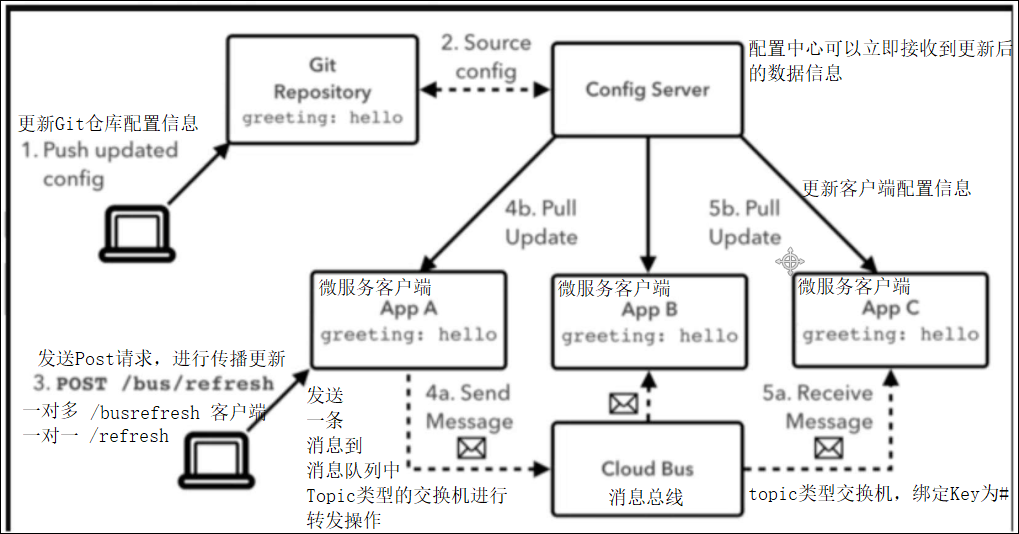 Git
Repository
greeting: hello
2. Source
config
Config Server
配置中心可以立即接收到更新后
的数据信息
更新Git仓库配置信息
1. Push updated
config
更新客户端配置信息
4b. Pull
Update
5b. Pull
Update
微服务客户端
App A
greeting: hello
微服务客户端
App B
greeting: hello
微服务客户端
App C
greeting: hello
发送Post请求，进行传播更新
3. POST /bus/refresh
一对多 /busrefresh 客户端
一对一 /refresh
发送
一条
消息到
消息队列中
Topic类型的交换机进行
转发操作
4a. Send
Message
5a. Receive
Message
Cloud Bus
消息总线
topic类型交换机，绑定Key为#